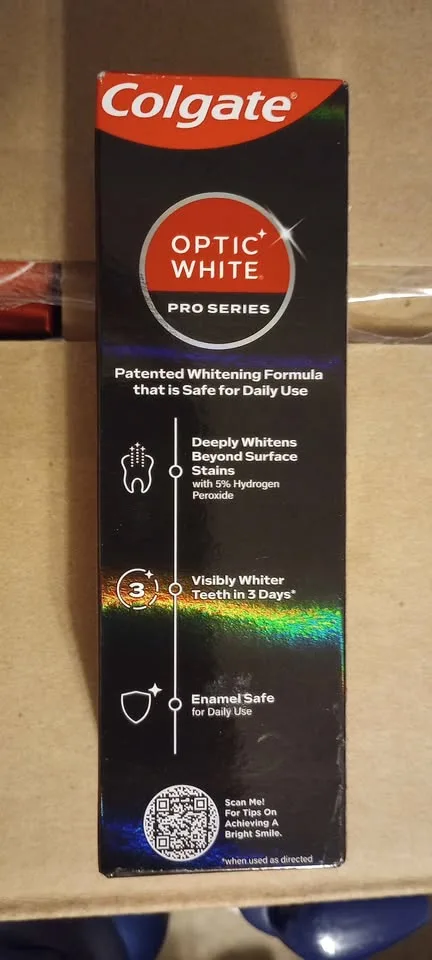 Colgate®
OPTIC
WHITE®
PRO SERIES
Patented Whitening Formula
that is Safe for Daily Use
Deeply Whitens
Beyond Surface
Stains
with 5% Hydrogen
Peroxide
3
Visibly Whiter
Teeth in 3 Days*
Enamel Safe
for Daily Use
Scan Me!
For Tips On
Achieving A
Bright Smile.
*when used as directed